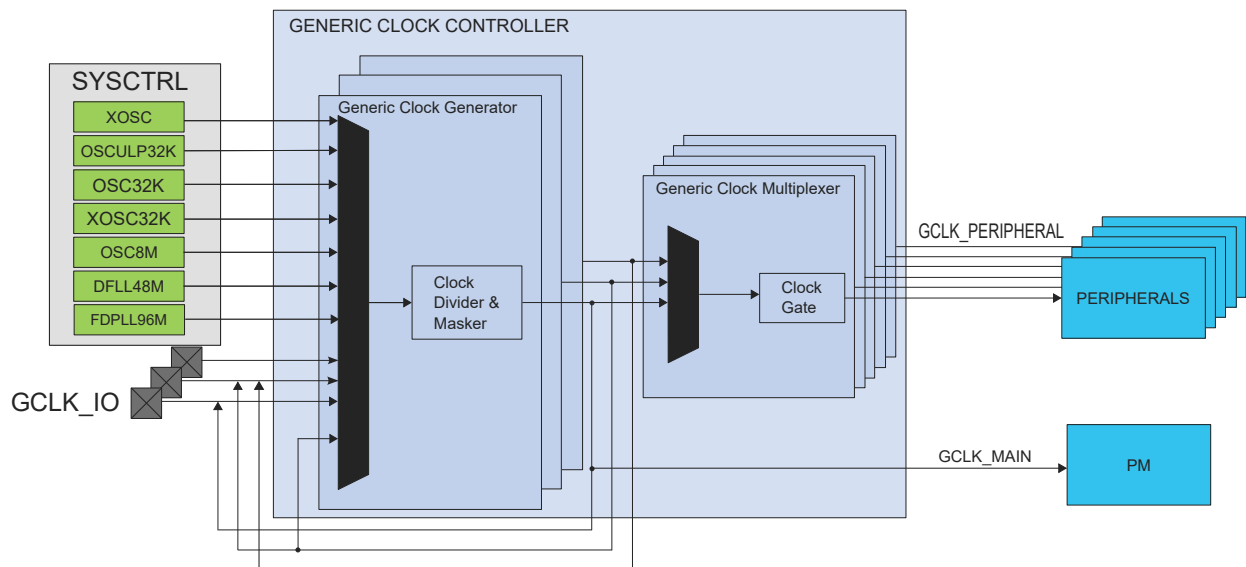 GENERIC CLOCK CONTROLLER
SYSCTRL
XOSC
OSCULP32K
OSC32K
XOSC32K
OSC8M
DFLL48M
FDPLL96M
GCLK_IO
Generic Clock Generator
Clock
Divider &
Masker
Generic Clock Multiplexer
Clock
Gate
GCLK_PERIPHERAL
PERIPHERALS
GCLK_MAIN
PM